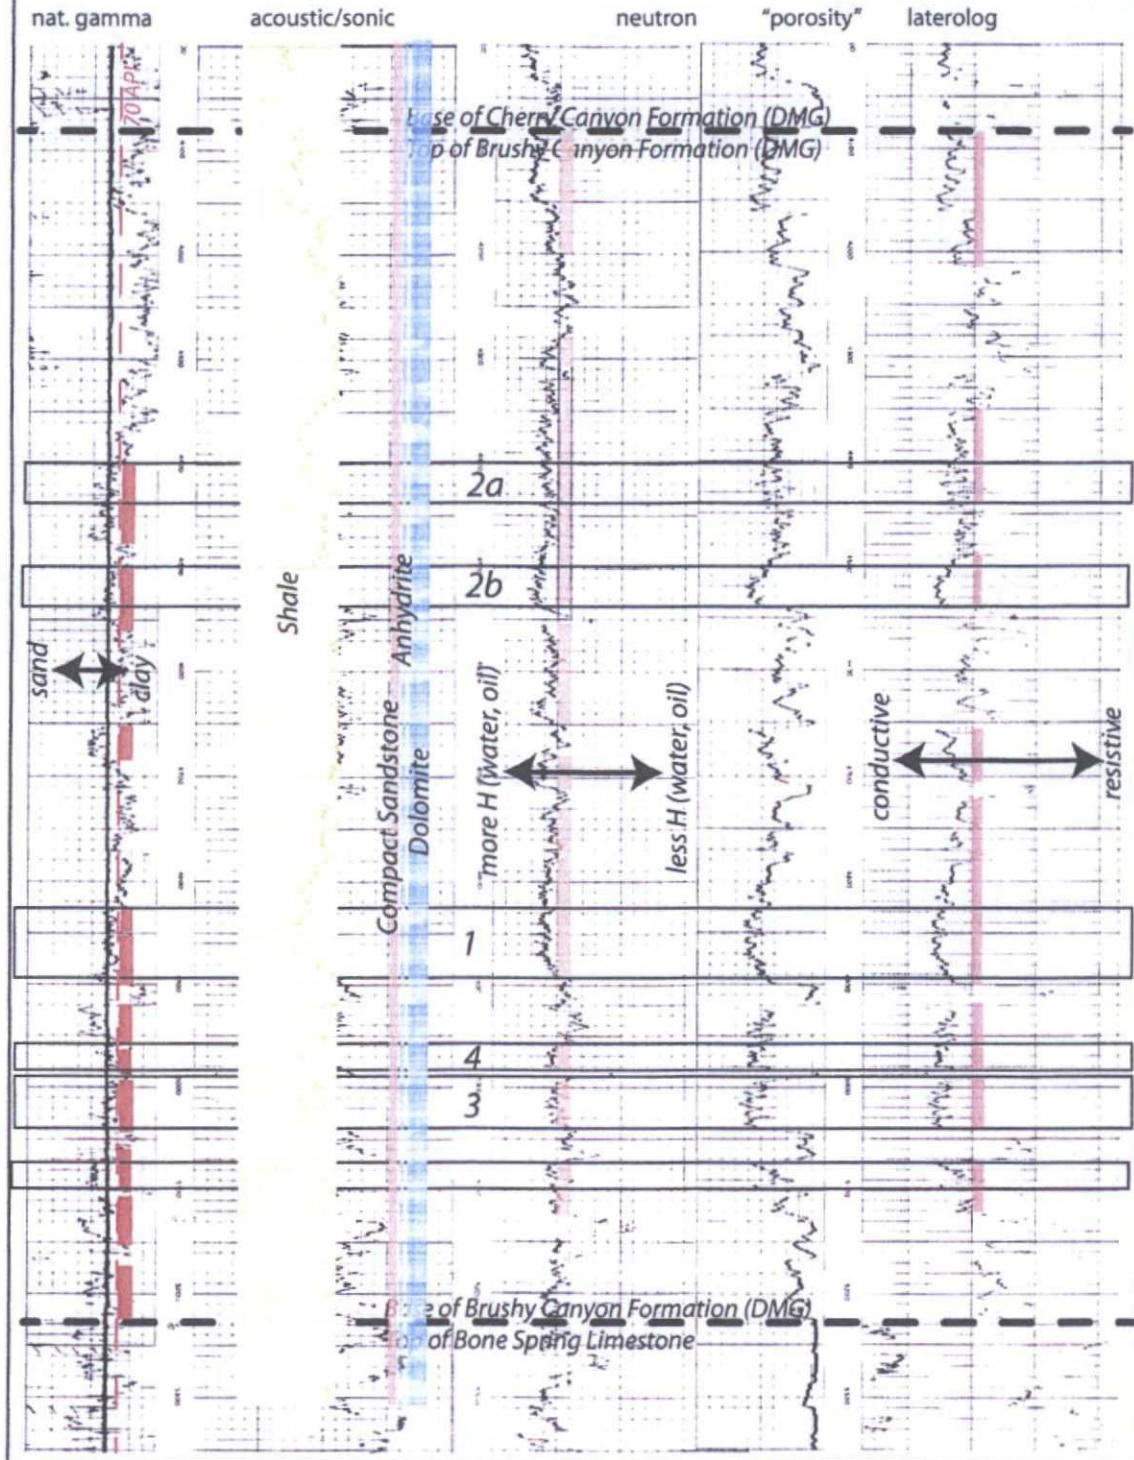 nat. gamma
acoustic/sonic
neutron
"porosity"
laterolog
70 API
Base of Cherry Canyon Formation (DMG)
Top of Brushy Canyon Formation (DMG)
2a
2b
Shale
Anhydrite
sand
clay
Compact Sandstone
Dolomite
more H (water, oil)
less H (water, oil)
conductive
resistive
1
4
3
Base of Brushy Canyon Formation (DMG)
Top of Bone Spring Limestone